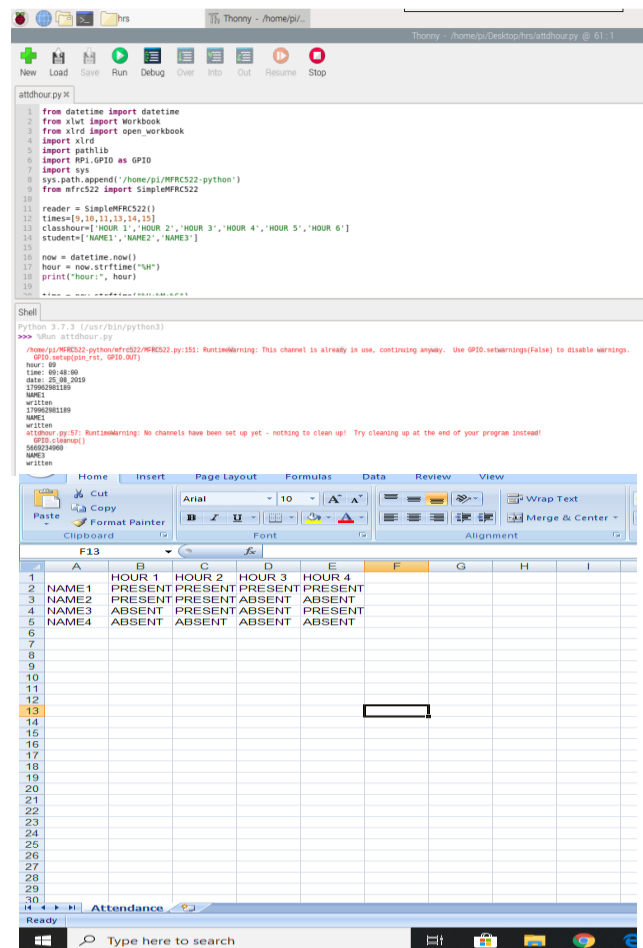 hrs
Thonny - /home/pi/...
Thonny - /home/pi/Desktop/hrs/attdhour.py @ 61:1
New Load Save Run Debug Over Into Out Resume Stop
attdhour.py
1 from datetime import datetime
2 from xlwt import Workbook
3 from xlrd import open_workbook
4 import xlrd
5 import pathlib
6 import RPi.GPIO as GPIO
7 import sys
8 sys.path.append('/home/pi/MFRC522-python')
9 from mfrc522 import SimpleMFRC522
10
11 reader = SimpleMFRC522()
12 times=[9,10,11,13,14,15]
13 classhour=['HOUR 1','HOUR 2','HOUR 3','HOUR 4','HOUR 5','HOUR 6']
14 student=['NAME1','NAME2','NAME3']
15
16 now = datetime.now()
17 hour = now.strftime("%H")
18 print("hour:", hour)
19
Shell
Python 3.7.3 (/usr/bin/python3)
>>> %Run attdhour.py
/home/pi/MFRC522-python/mfrc522/MFRC522.py:151: RuntimeWarning: This channel is already in use, continuing anyway. Use GPIO.setwarnings(False) to disable warnings.
GPIO.setup(pin_rst, GPIO.OUT)
hour: 09
time: 09:48:00
date: 25_08_2019
179962981189
NAME1
written
179962981189
NAME1
written
attdhour.py:57: RuntimeWarning: No channels have been set up yet - nothing to clean up! Try cleaning up at the end of your program instead!
GPIO.cleanup()
5669234960
NAME3
written
Home Insert Page Layout Formulas Data Review View
Cut
Copy
Paste
Format Painter
Clipboard
Arial 10 A A
B I U A
Font
Wrap Text
Merge & Center
Alignment
F13 fx
A B C D E F G H I
1 HOUR 1 HOUR 2 HOUR 3 HOUR 4
2 NAME1 PRESENT PRESENT PRESENT PRESENT
3 NAME2 PRESENT PRESENT ABSENT ABSENT
4 NAME3 ABSENT PRESENT ABSENT PRESENT
5 NAME4 ABSENT ABSENT ABSENT ABSENT
6
7
8
9
10
11
12
13
14
15
16
17
18
19
20
21
22
23
24
25
26
27
28
29
30
Attendance
Ready
Type here to search